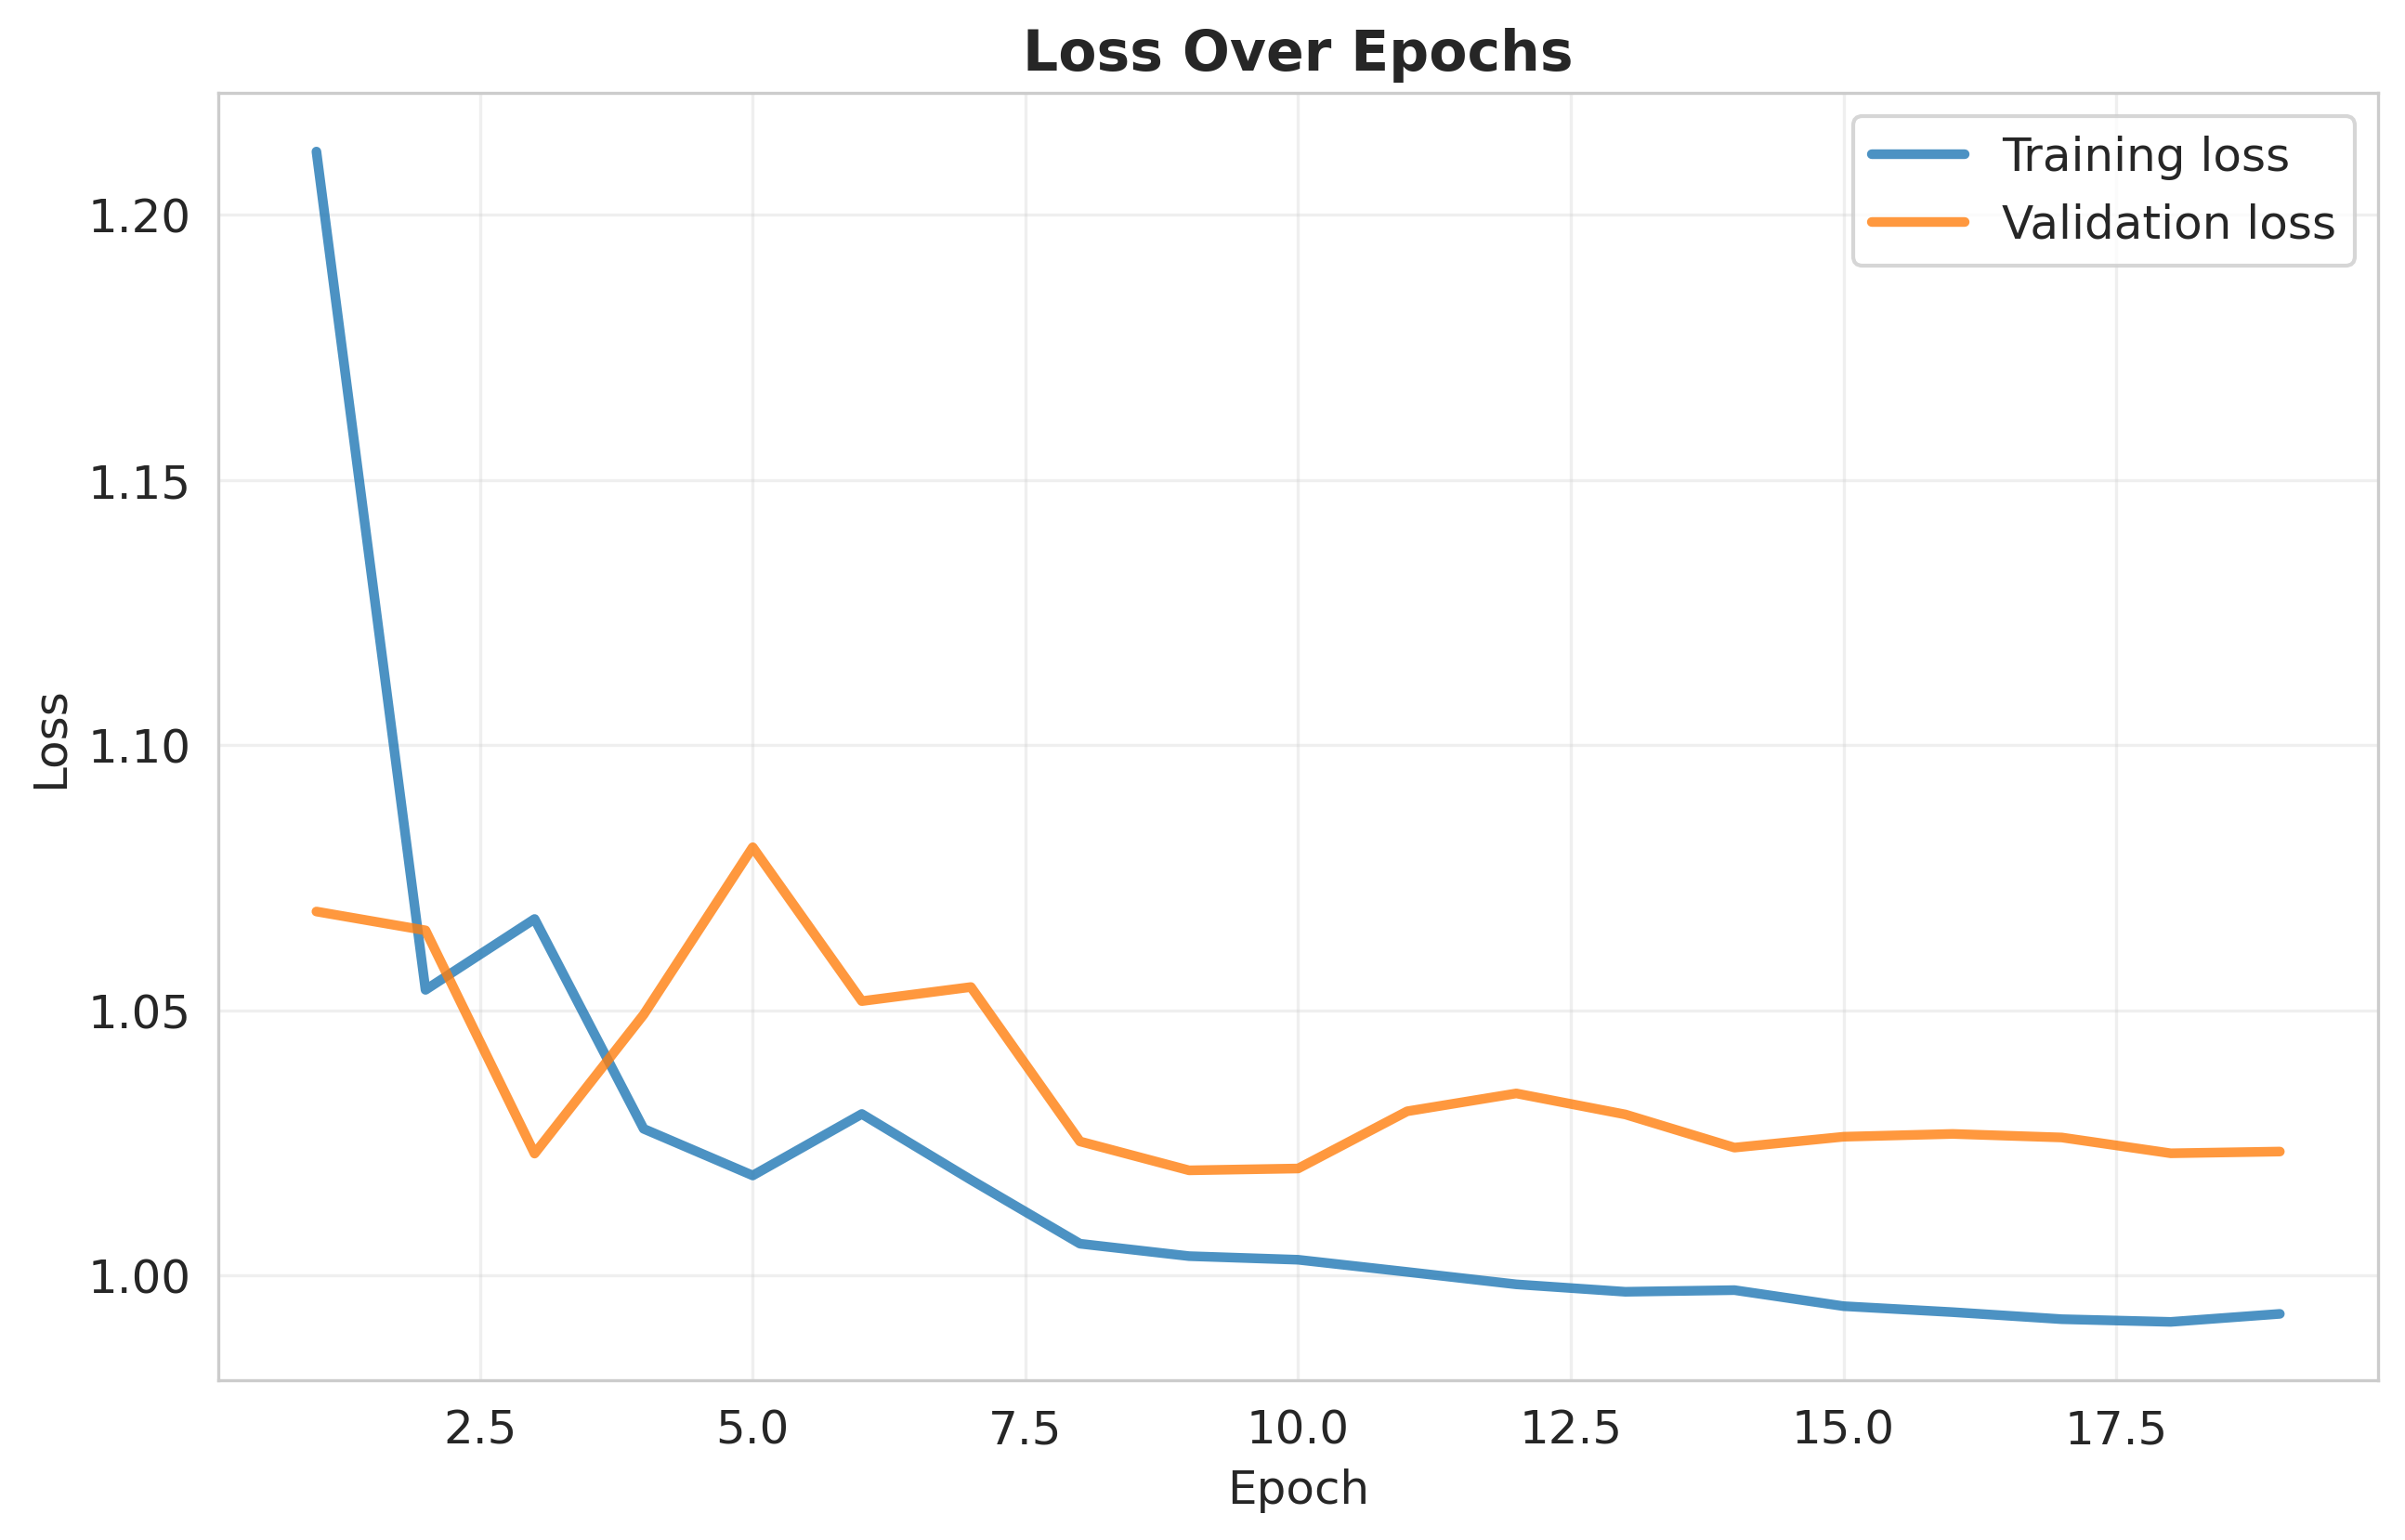 Loss Over Epochs
Training loss
Validation loss
1.20
1.15
1.10
1.05
1.00
Loss
2.5 5.0 7.5 10.0 12.5 15.0 17.5
Epoch